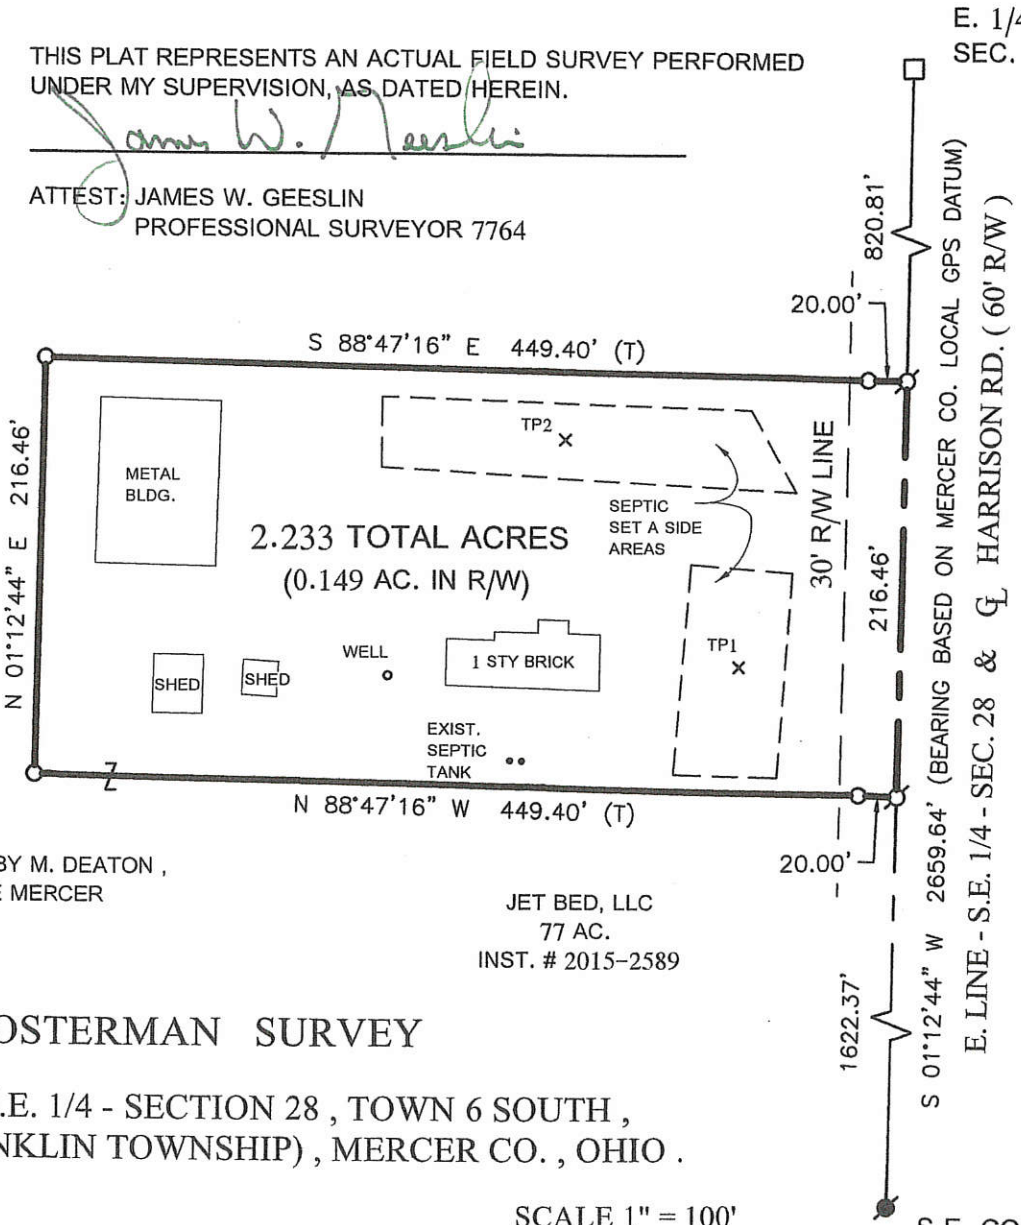 E. 1/4
SEC.
THIS PLAT REPRESENTS AN ACTUAL FIELD SURVEY PERFORMED
UNDER MY SUPERVISION, AS DATED HEREIN.
James W. Geeslin
ATTEST: JAMES W. GEESLIN
PROFESSIONAL SURVEYOR 7764
820.81'
20.00'
S 88°47'16" E 449.40' (T)
N 01°12'44" E 216.46'
METAL
BLDG.
TP2
SEPTIC
SET A SIDE
AREAS
2.233 TOTAL ACRES
(0.149 AC. IN R/W)
30' R/W LINE
216.46'
WELL
1 STY BRICK
TP1
SHED
SHED
EXIST.
SEPTIC
TANK
N 88°47'16" W 449.40' (T)
20.00'
S 01°12'44" W 2659.64' (BEARING BASED ON MERCER CO. LOCAL GPS DATUM)
E. LINE - S.E. 1/4 - SEC. 28 & ℄ HARRISON RD. ( 60' R/W )
BY M. DEATON ,
E MERCER
JET BED, LLC
77 AC.
INST. # 2015-2589
1622.37'
OSTERMAN SURVEY
.E. 1/4 - SECTION 28 , TOWN 6 SOUTH ,
NKLIN TOWNSHIP) , MERCER CO. , OHIO .
SCALE 1" = 100'
S.E. CO